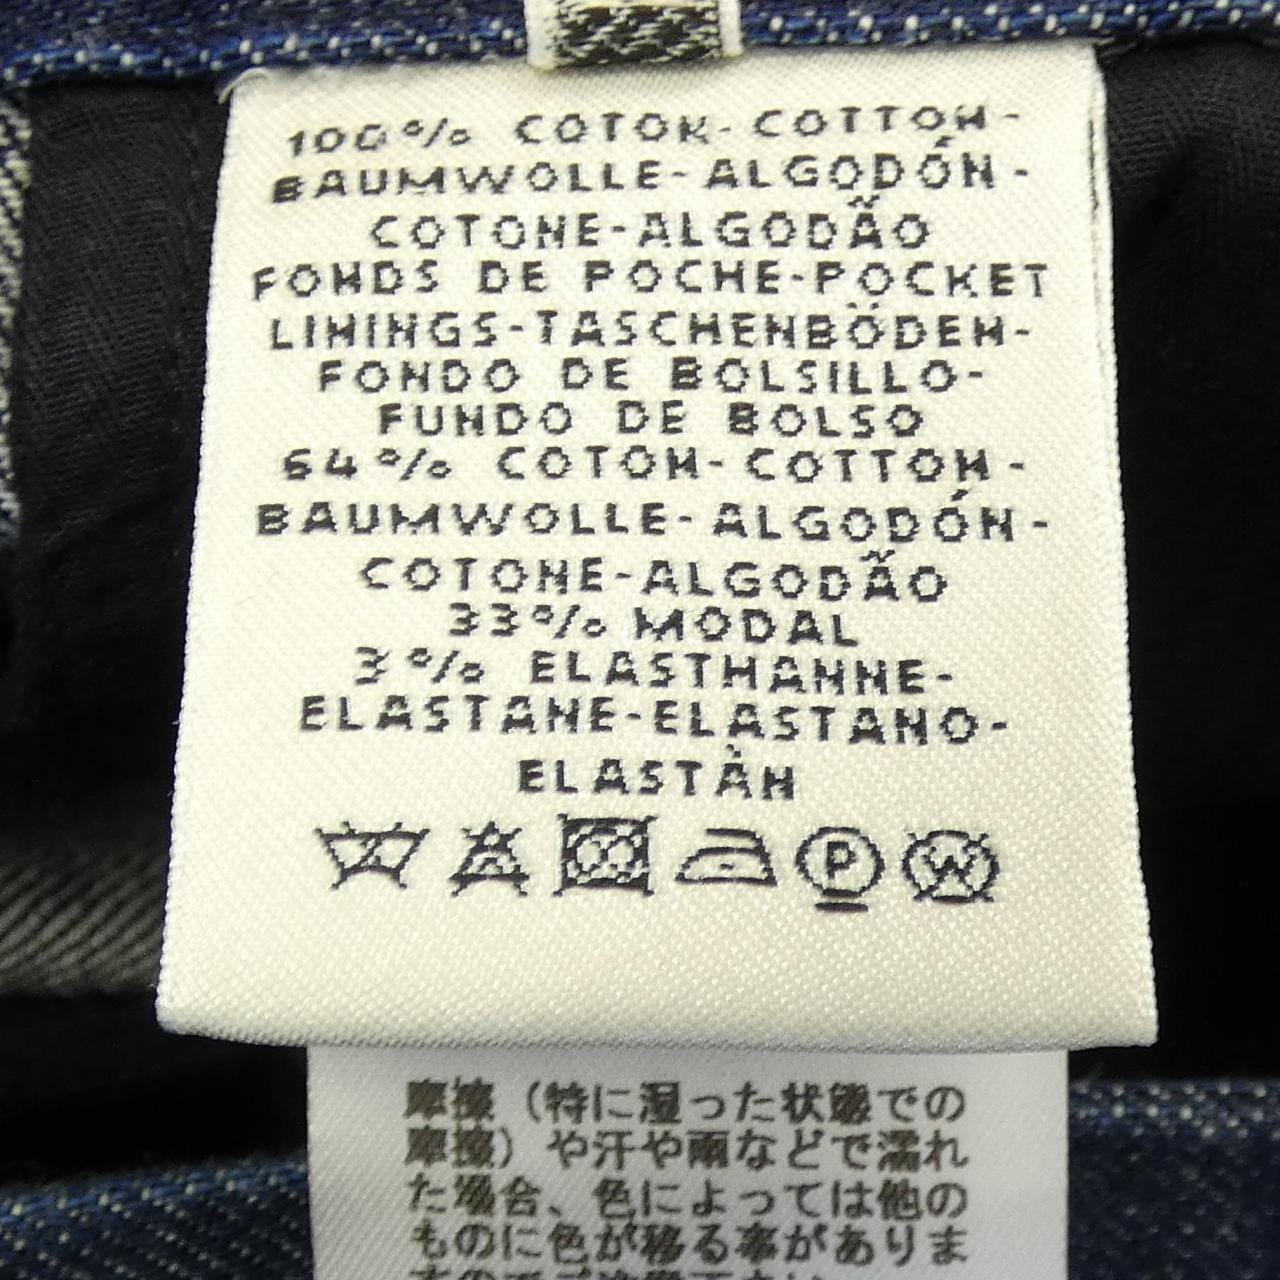 100% COTON-COTTON-
BAUMWOLLE-ALGODÓN-
COTONE-ALGODÃO
FONDS DE POCHE-POCKET
LININGS-TASCHENBÖDEN-
FONDO DE BOLSILLO-
FUNDO DE BOLSO
64% COTON-COTTON-
BAUMWOLLE-ALGODÓN-
COTONE-ALGODÃO
33% MODAL
3% ELASTHANNE-
ELASTANE-ELASTANO-
ELASTÀN
P W
摩擦（特に湿った状態での
摩擦）や汗や雨などで濡れ
た場合、色によっては他の
ものに色が移る事がありま